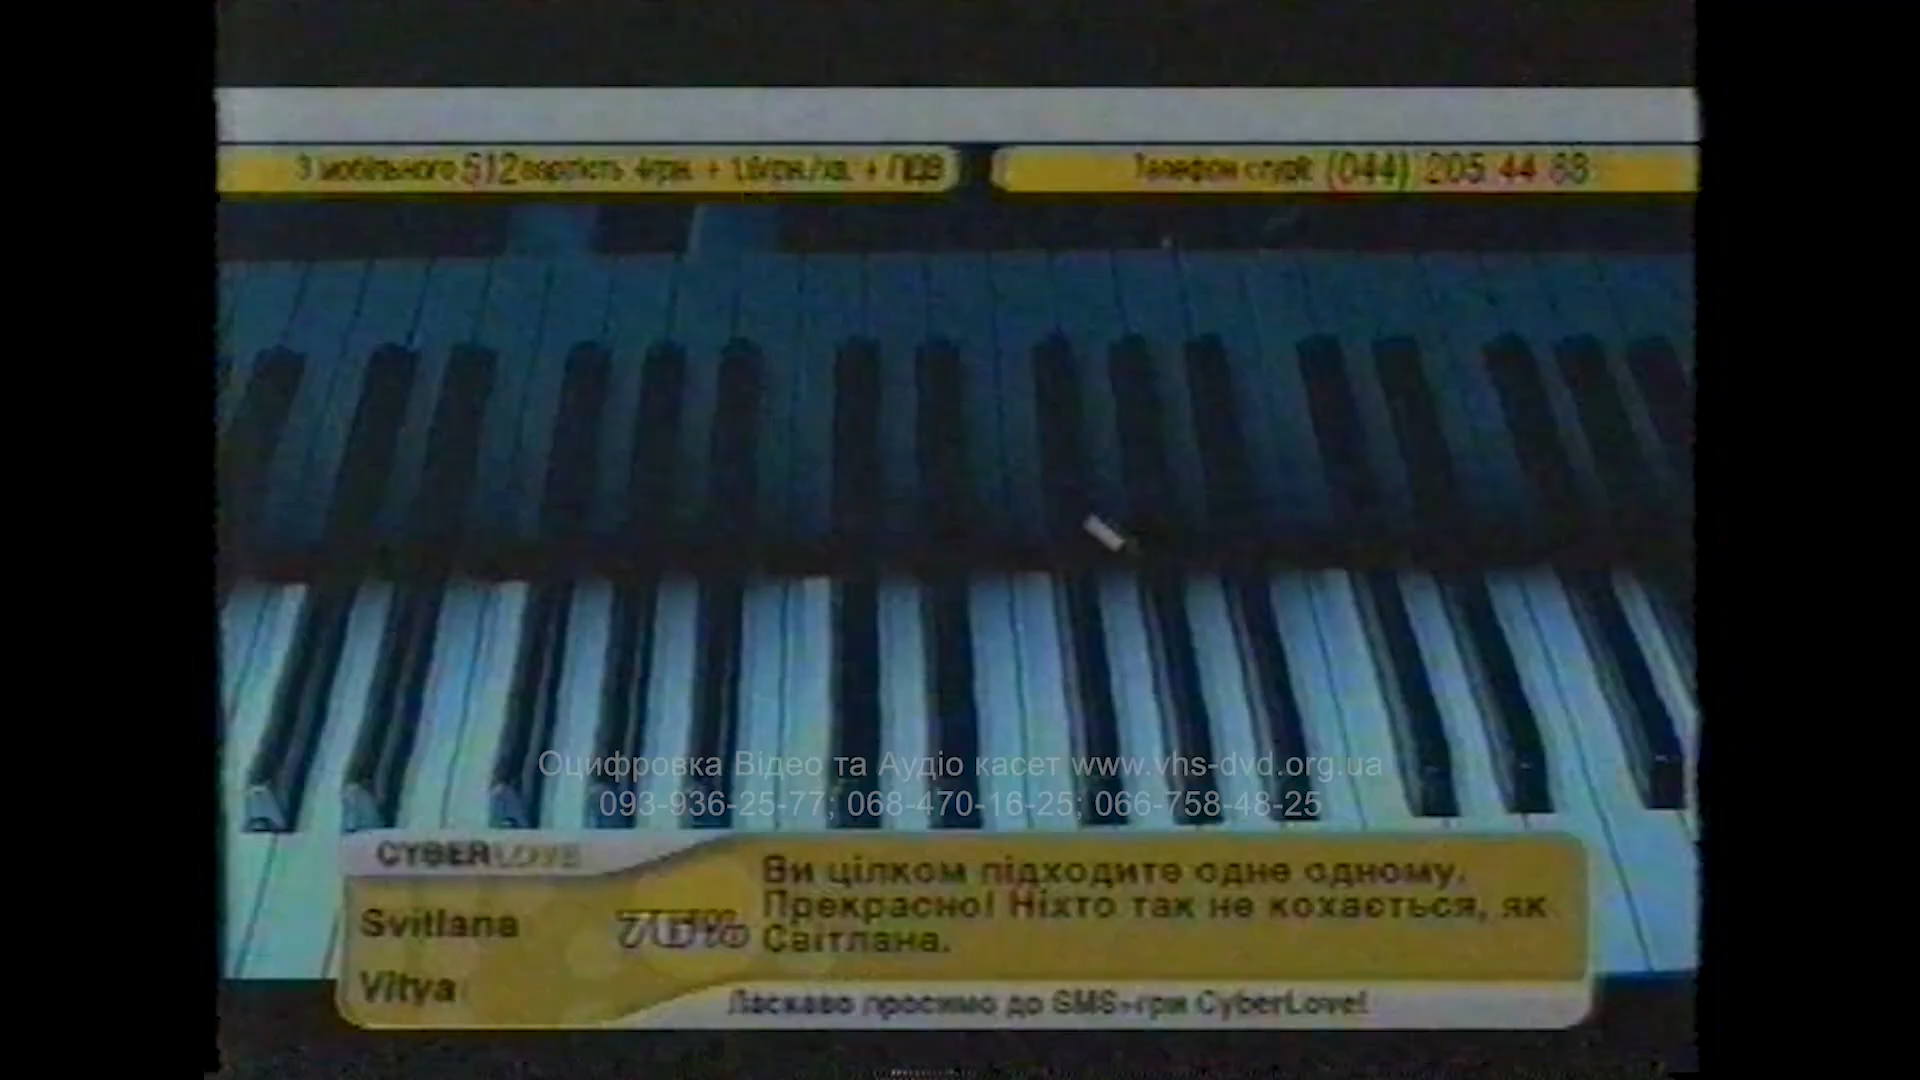 З мобільного 512 вартість 4грн. + 1.6грн./хв. + ПДВ
Телефон служб: (044) 205 44 83
Оцифровка Відео та Аудіо касет www.vhs-dvd.org.ua
093-936-25-77; 068-470-16-25; 066-758-48-25
CYBERLOVE
Ви цілком підходите одне одному.
Прекрасно! Ніхто так не кохається, як
Світлана.
Svitlana
76%
Vitya
Ласкаво просимо до SMS-гри CyberLove!